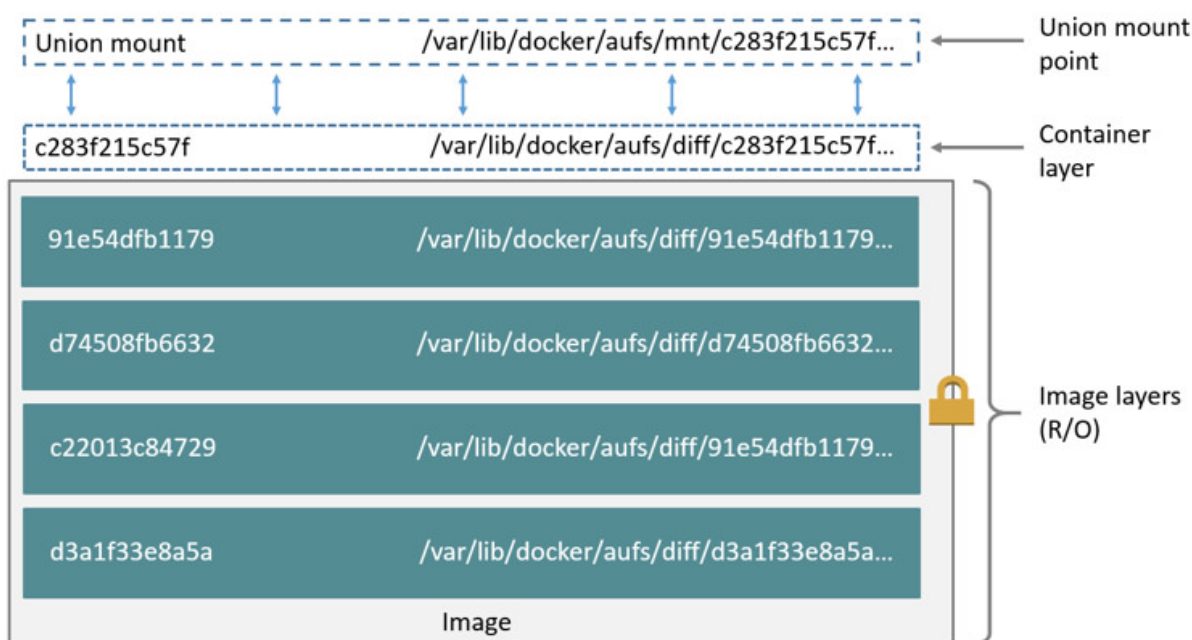 Union mount /var/lib/docker/aufs/mnt/c283f215c57f...
Union mount
point
c283f215c57f /var/lib/docker/aufs/diff/c283f215c57f...
Container
layer
91e54dfb1179 /var/lib/docker/aufs/diff/91e54dfb1179...
d74508fb6632 /var/lib/docker/aufs/diff/d74508fb6632...
c22013c84729 /var/lib/docker/aufs/diff/91e54dfb1179...
d3a1f33e8a5a /var/lib/docker/aufs/diff/d3a1f33e8a5a...
Image layers
(R/O)
Image